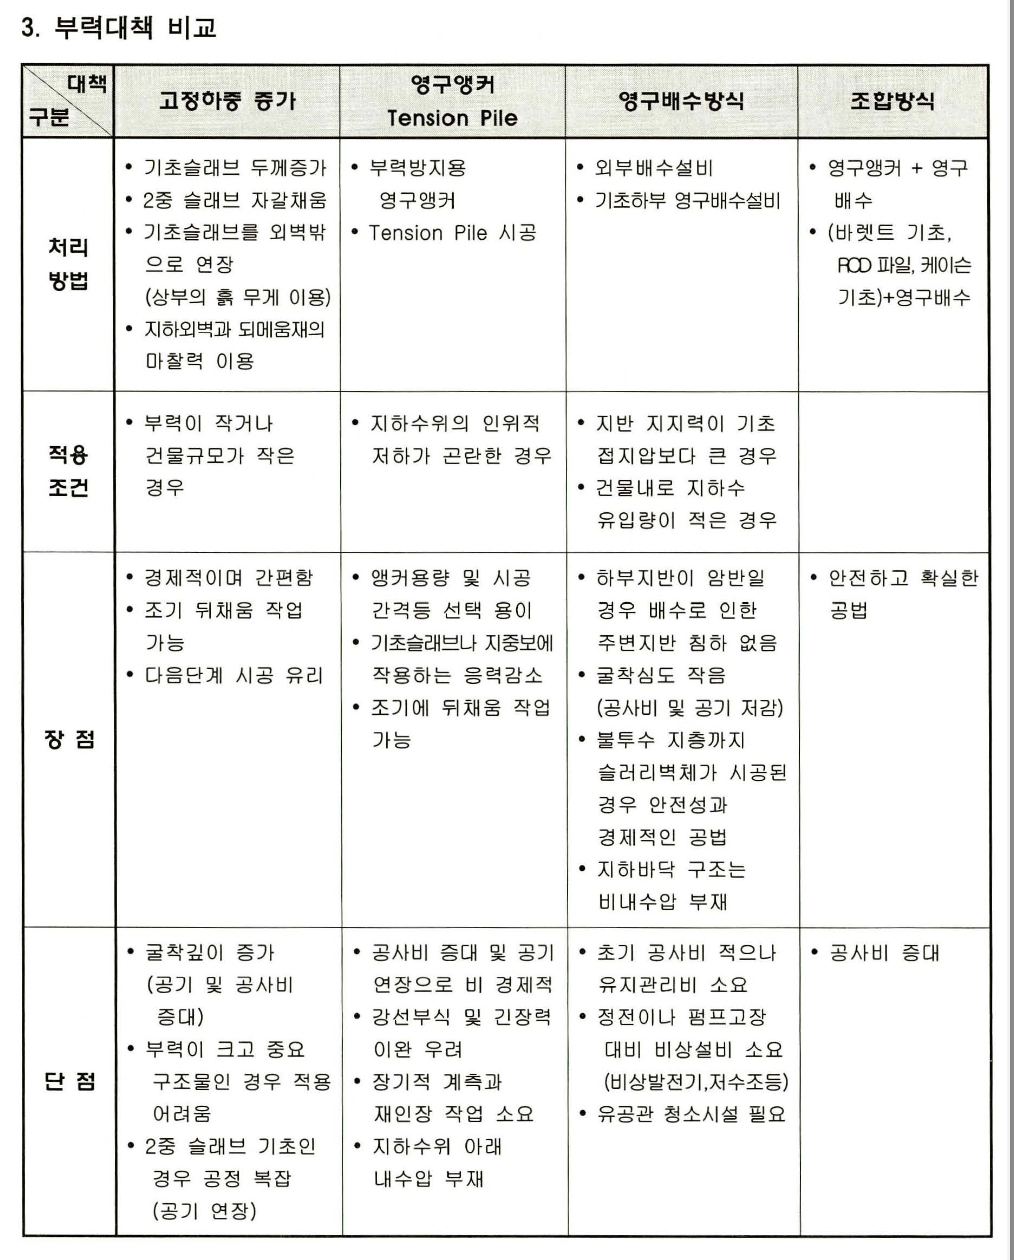 3. 부력대책 비교
대책
구분
고정하중 증가
영구앵커
Tension Pile
영구배수방식
조합방식
처리
방법
• 기초슬래브 두께증가
• 2중 슬래브 자갈채움
• 기초슬래브를 외벽밖
으로 연장
(상부의 흙 무게 이용)
• 지하외벽과 되메움재의
마찰력 이용
• 부력방지용
영구앵커
• Tension Pile 시공
• 외부배수설비
• 기초하부 영구배수설비
• 영구앵커 + 영구
배수
• (바렛트 기초,
RCD 파일, 케이슨
기초)+영구배수
적용
조건
• 부력이 작거나
건물규모가 작은
경우
• 지하수위의 인위적
저하가 곤란한 경우
• 지반 지지력이 기초
접지압보다 큰 경우
• 건물내로 지하수
유입량이 적은 경우
장 점
• 경제적이며 간편함
• 조기 뒤채움 작업
가능
• 다음단계 시공 유리
• 앵커용량 및 시공
간격등 선택 용이
• 기초슬래브나 지중보에
작용하는 응력감소
• 조기에 뒤채움 작업
가능
• 하부지반이 암반일
경우 배수로 인한
주변지반 침하 없음
• 굴착심도 작음
(공사비 및 공기 저감)
• 불투수 지층까지
슬러리벽체가 시공된
경우 안전성과
경제적인 공법
• 지하바닥 구조는
비내수압 부재
• 안전하고 확실한
공법
단 점
• 굴착깊이 증가
(공기 및 공사비
증대)
• 부력이 크고 중요
구조물인 경우 적용
어려움
• 2중 슬래브 기초인
경우 공정 복잡
(공기 연장)
• 공사비 증대 및 공기
연장으로 비 경제적
• 강선부식 및 긴장력
이완 우려
• 장기적 계측과
재인장 작업 소요
• 지하수위 아래
내수압 부재
• 초기 공사비 적으나
유지관리비 소요
• 정전이나 펌프고장
대비 비상설비 소요
(비상발전기,저수조등)
• 유공관 청소시설 필요
• 공사비 증대